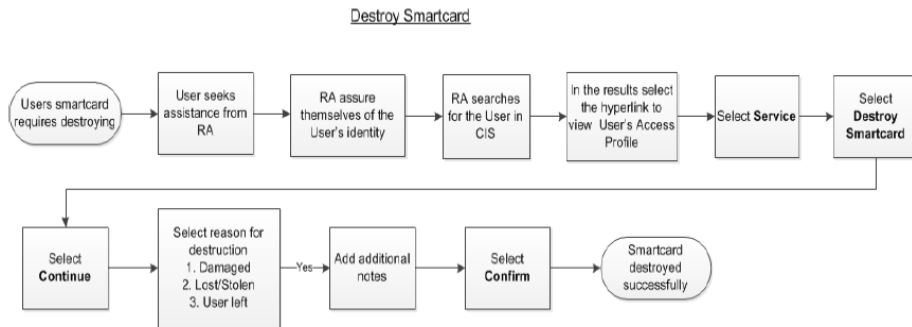 Destroy Smartcard
Users smartcard
requires destroying
User seeks
assistance from
RA
RA assure
themselves of the
User's identity
RA searches
for the User in
CIS
In the results select
the hyperlink to
view User's Access
Profile
Select Service
Select
Destroy
Smartcard
Select
Continue
Select reason for
destruction
1. Damaged
2. Lost/Stolen
3. User left
Yes
Add additional
notes
Select
Confirm
Smartcard
destroyed
successfully